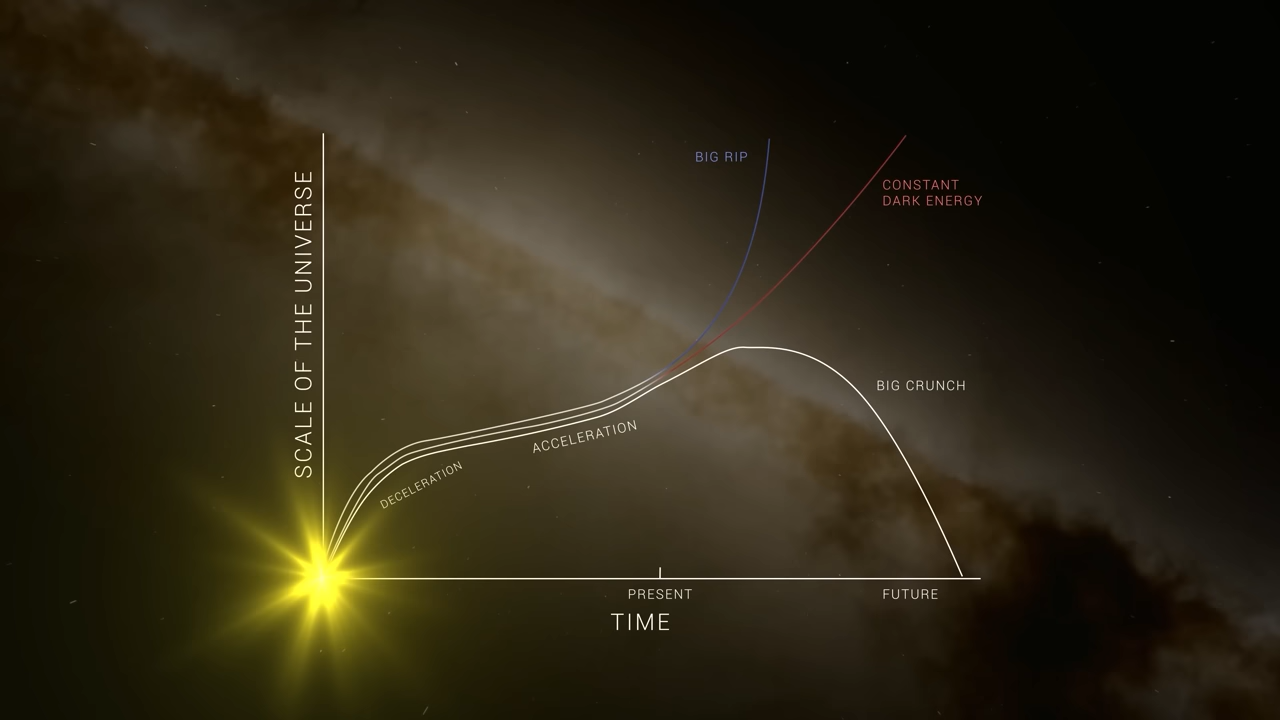 BIG RIP
CONSTANT
DARK ENERGY
SCALE OF THE UNIVERSE
BIG CRUNCH
ACCELERATION
DECELERATION
PRESENT
FUTURE
TIME